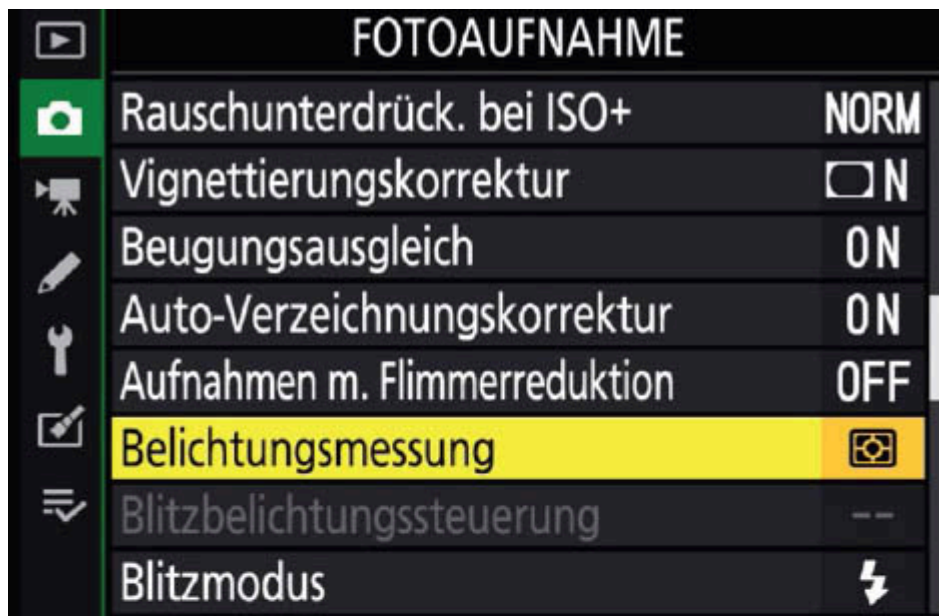 FOTOAUFNAHME
Rauschunterdrück. bei ISO+ NORM
Vignettierungskorrektur N
Beugungsausgleich ON
Auto-Verzeichnungskorrektur ON
Aufnahmen m. Flimmerreduktion OFF
Belichtungsmessung
Blitzbelichtungssteuerung --
Blitzmodus